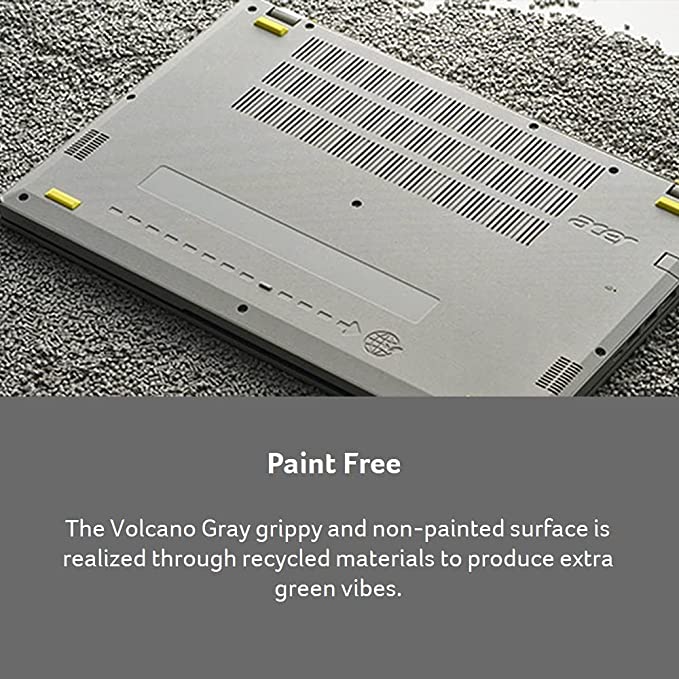 acer
Paint Free
The Volcano Gray grippy and non-painted surface is
realized through recycled materials to produce extra
green vibes.